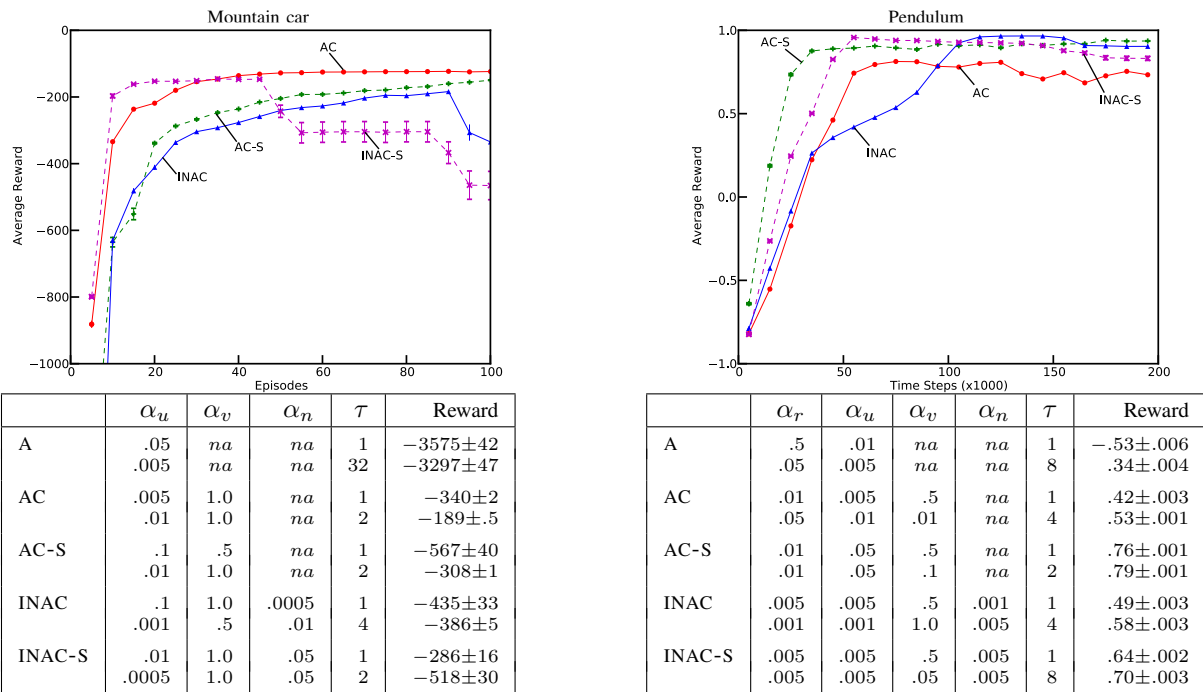 Mountain car
0
−200
−400
−600
−800
−1000
Average Reward
0 20 40 60 80 100
Episodes
AC
AC-S
INAC-S
INAC
α_u α_v α_n τ Reward
A .05 na na 1 −3575±42
.005 na na 32 −3297±47
AC .005 1.0 na 1 −340±2
.01 1.0 na 2 −189±.5
AC-S .1 .5 na 1 −567±40
.01 1.0 na 2 −308±1
INAC .1 1.0 .0005 1 −435±33
.001 .5 .01 4 −386±5
INAC-S .01 1.0 .05 1 −286±16
.0005 1.0 .05 2 −518±30
Pendulum
1.0
0.5
0.0
−0.5
−1.0
Average Reward
0 50 100 150 200
Time Steps (x1000)
AC-S
AC
INAC-S
INAC
α_r α_u α_v α_n τ Reward
A .5 .01 na na 1 −.53±.006
.05 .005 na na 8 .34±.004
AC .01 .005 .5 na 1 .42±.003
.05 .01 .01 na 4 .53±.001
AC-S .01 .05 .5 na 1 .76±.001
.01 .05 .1 na 2 .79±.001
INAC .005 .005 .5 .001 1 .49±.003
.001 .001 1.0 .005 4 .58±.003
INAC-S .005 .005 .5 .005 1 .64±.002
.005 .005 .05 .005 8 .70±.003